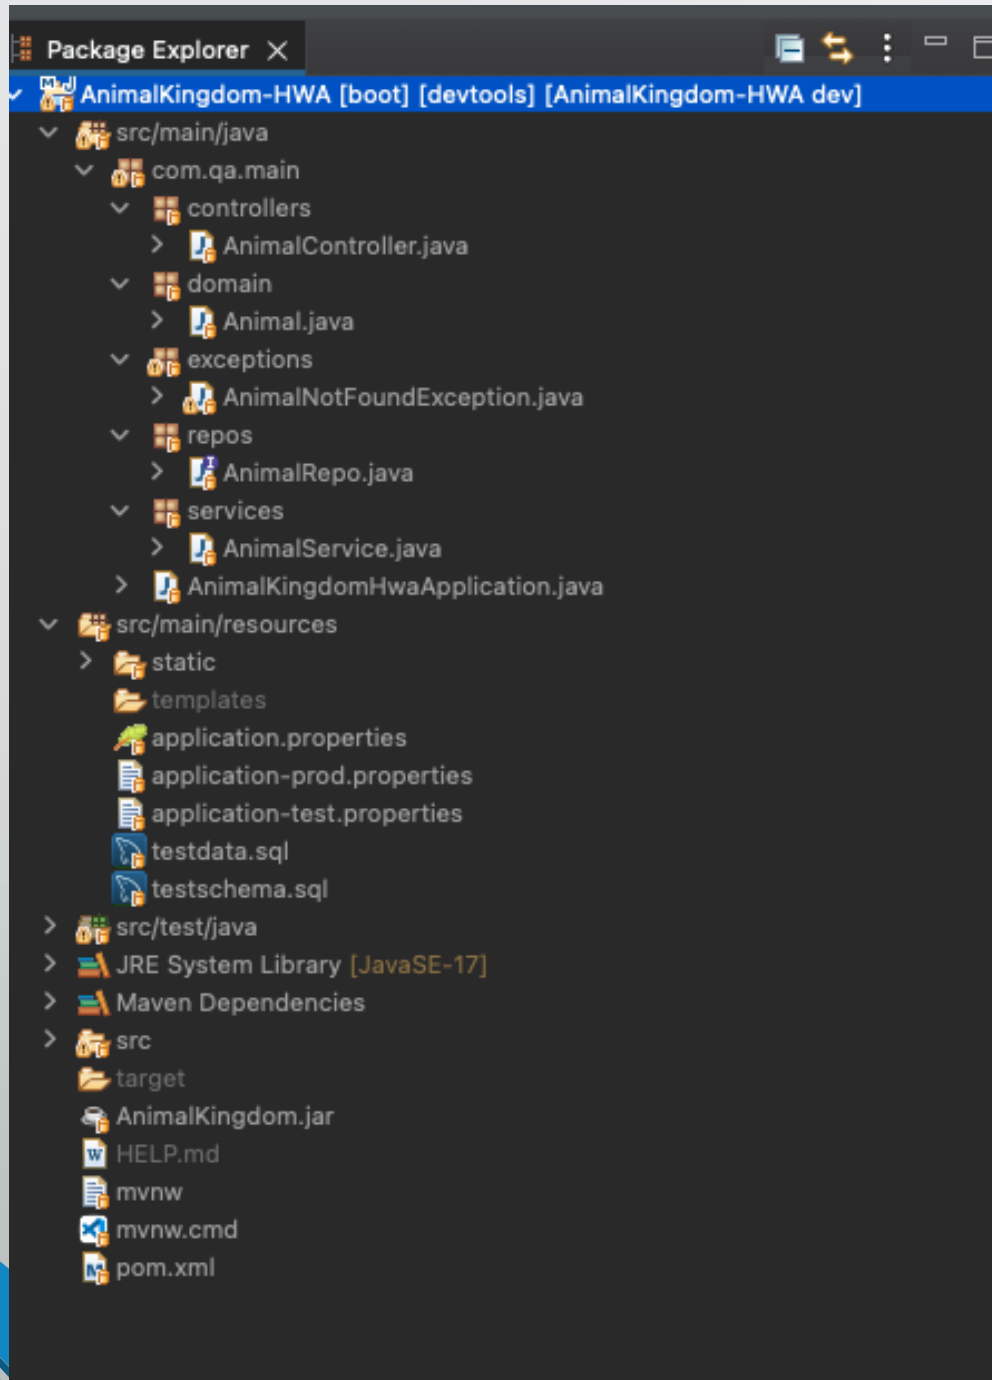 Package Explorer
AnimalKingdom-HWA [boot] [devtools] [AnimalKingdom-HWA dev]
src/main/java
com.qa.main
controllers
AnimalController.java
domain
Animal.java
exceptions
AnimalNotFoundException.java
repos
AnimalRepo.java
services
AnimalService.java
AnimalKingdomHwaApplication.java
src/main/resources
static
templates
application.properties
application-prod.properties
application-test.properties
testdata.sql
testschema.sql
src/test/java
JRE System Library [JavaSE-17]
Maven Dependencies
src
target
AnimalKingdom.jar
HELP.md
mvnw
mvnw.cmd
pom.xml